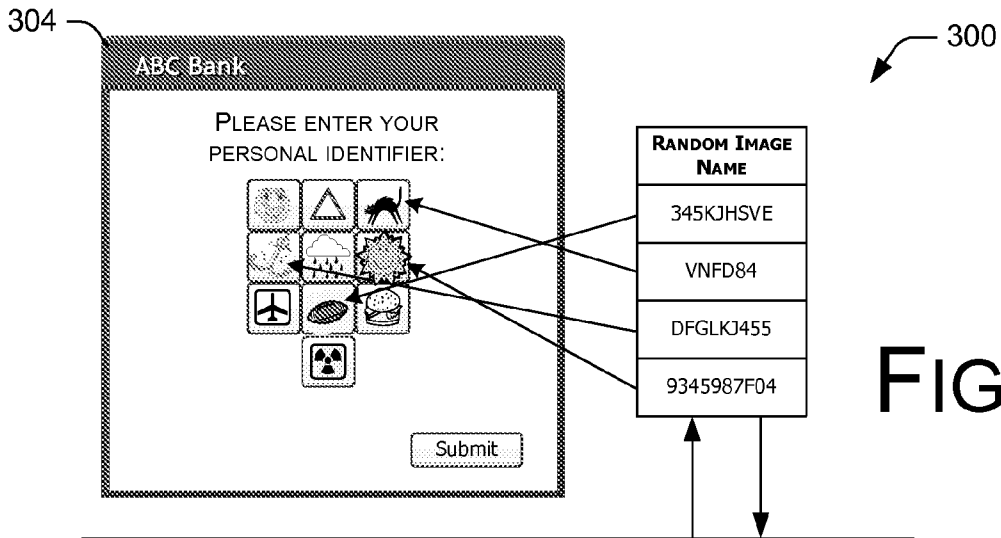 304
300
ABC Bank
PLEASE ENTER YOUR
PERSONAL IDENTIFIER:
RANDOM IMAGE
NAME
345KJHSVE
VNFD84
DFGLKJ455
9345987F04
FIG
Submit